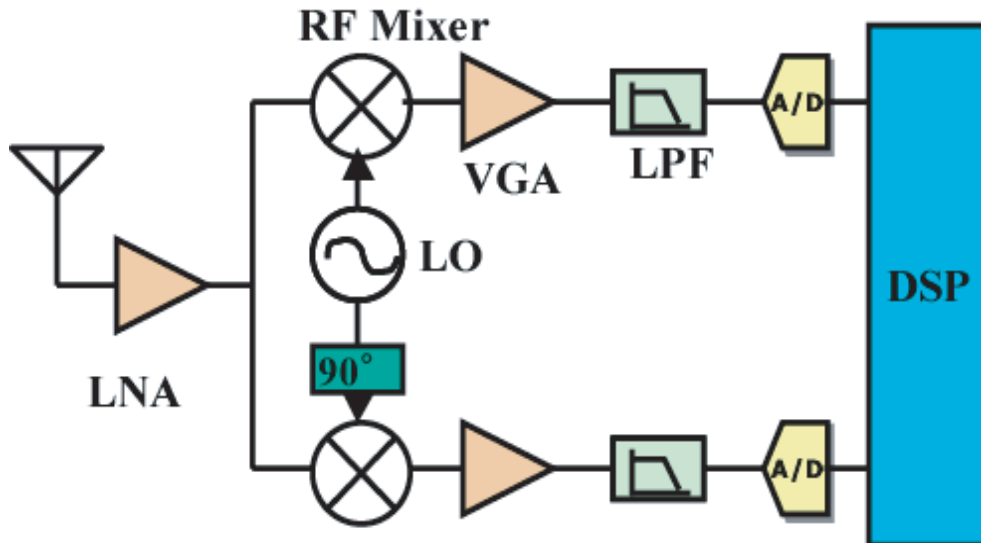 RF Mixer
A/D
VGA
LPF
LO
DSP
90°
LNA
A/D